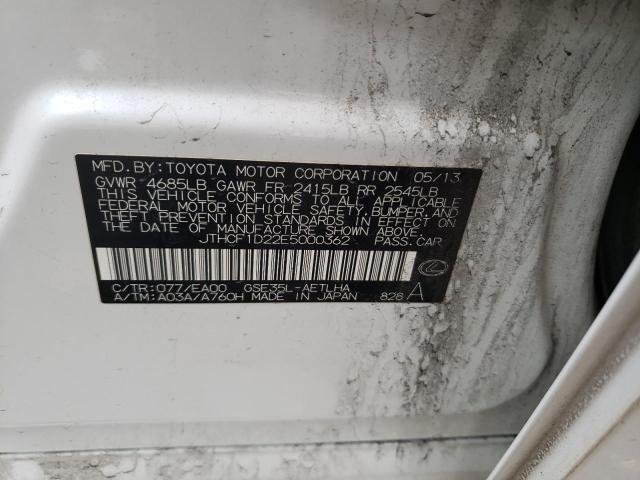 MFD.BY:TOYOTA MOTOR CORPORATION 05/13
GVWR 4685LB GAWR FR 2415LB RR 2545LB
THIS VEHICLE CONFORMS TO ALL APPLICABLE
FEDERAL MOTOR VEHICLE SAFETY, BUMPER, AND
THEFT PREVENTION STANDARDS IN EFFECT ON
THE DATE OF MANUFACTURE SHOWN ABOVE.
JTHCF1D22E5000362 PASS.CAR
C/TR:077/EA00 GSE35L-AETLHA
A/TM:A03A/A760H MADE IN JAPAN 828 A